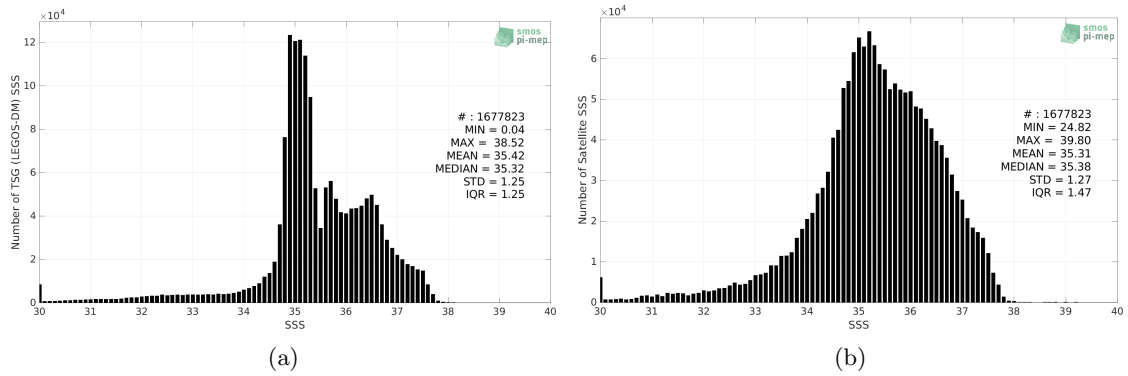 ×10⁴
smos
pi-mep
12
10
8
6
4
2
0
Number of TSG (LEGOS-DM) SSS
# : 1677823
MIN = 0.04
MAX = 38.52
MEAN = 35.42
MEDIAN = 35.32
STD = 1.25
IQR = 1.25
30 31 32 33 34 35 36 37 38 39 40
SSS
(a)
×10⁴
smos
pi-mep
6
5
4
3
2
1
0
Number of Satellite SSS
# : 1677823
MIN = 24.82
MAX = 39.80
MEAN = 35.31
MEDIAN = 35.38
STD = 1.27
IQR = 1.47
30 31 32 33 34 35 36 37 38 39 40
SSS
(b)